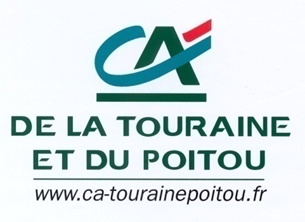 CA
DE LA TOURAINE
ET DU POITOU
www.ca-tourainepoitou.fr